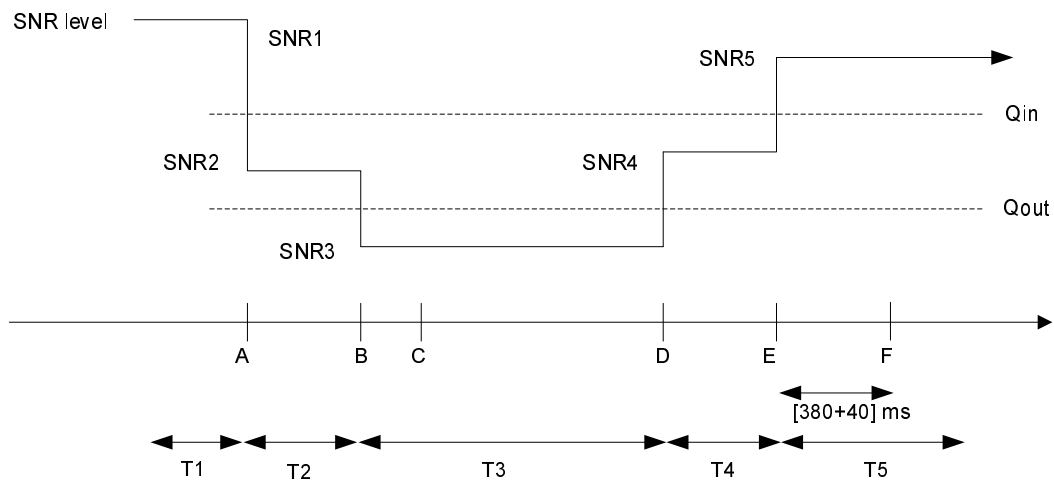 SNR level
SNR1
SNR5
Qin
SNR2
SNR4
Qout
SNR3
A
B
C
D
E
F
[380+40] ms
T1
T2
T3
T4
T5